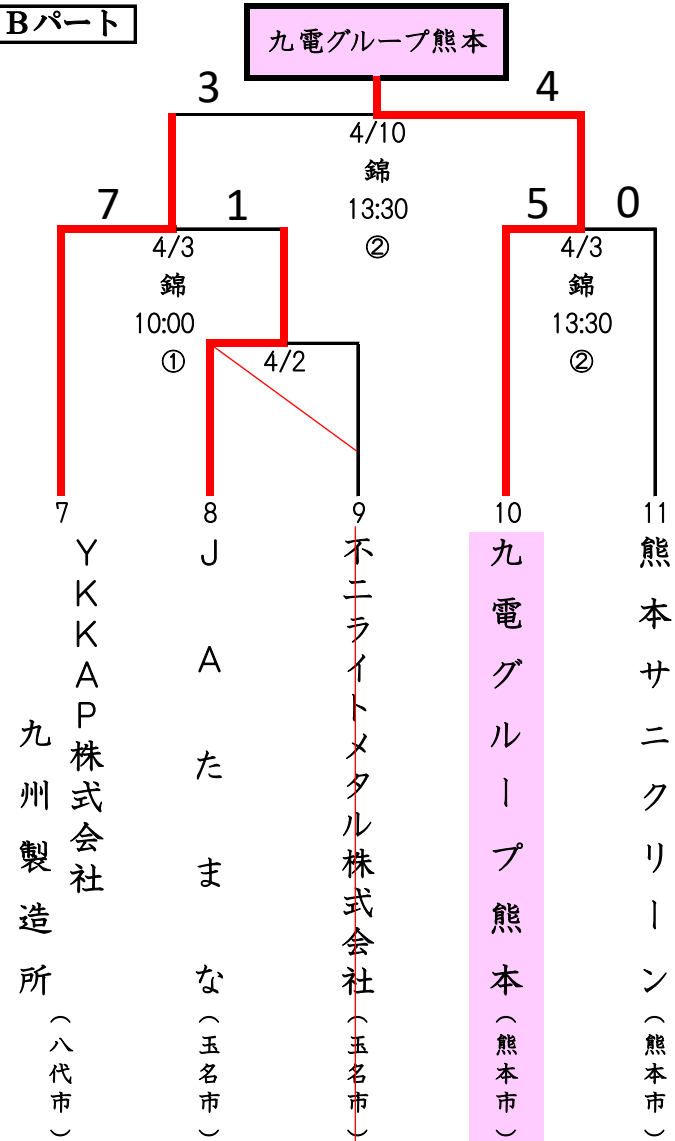 Bパート
九電グループ熊本
3
4
4/10
錦
13:30
②
7
1
5
0
4/3
錦
10:00
①
4/3
錦
13:30
②
4/2
7
8
9
10
11
YKKAP株式会社
九州製造所
（八代市）
JAたまな
（玉名市）
不二ライトメタル株式会社
（玉名市）
九電グループ熊本
（熊本市）
熊本サニクリーン
（熊本市）